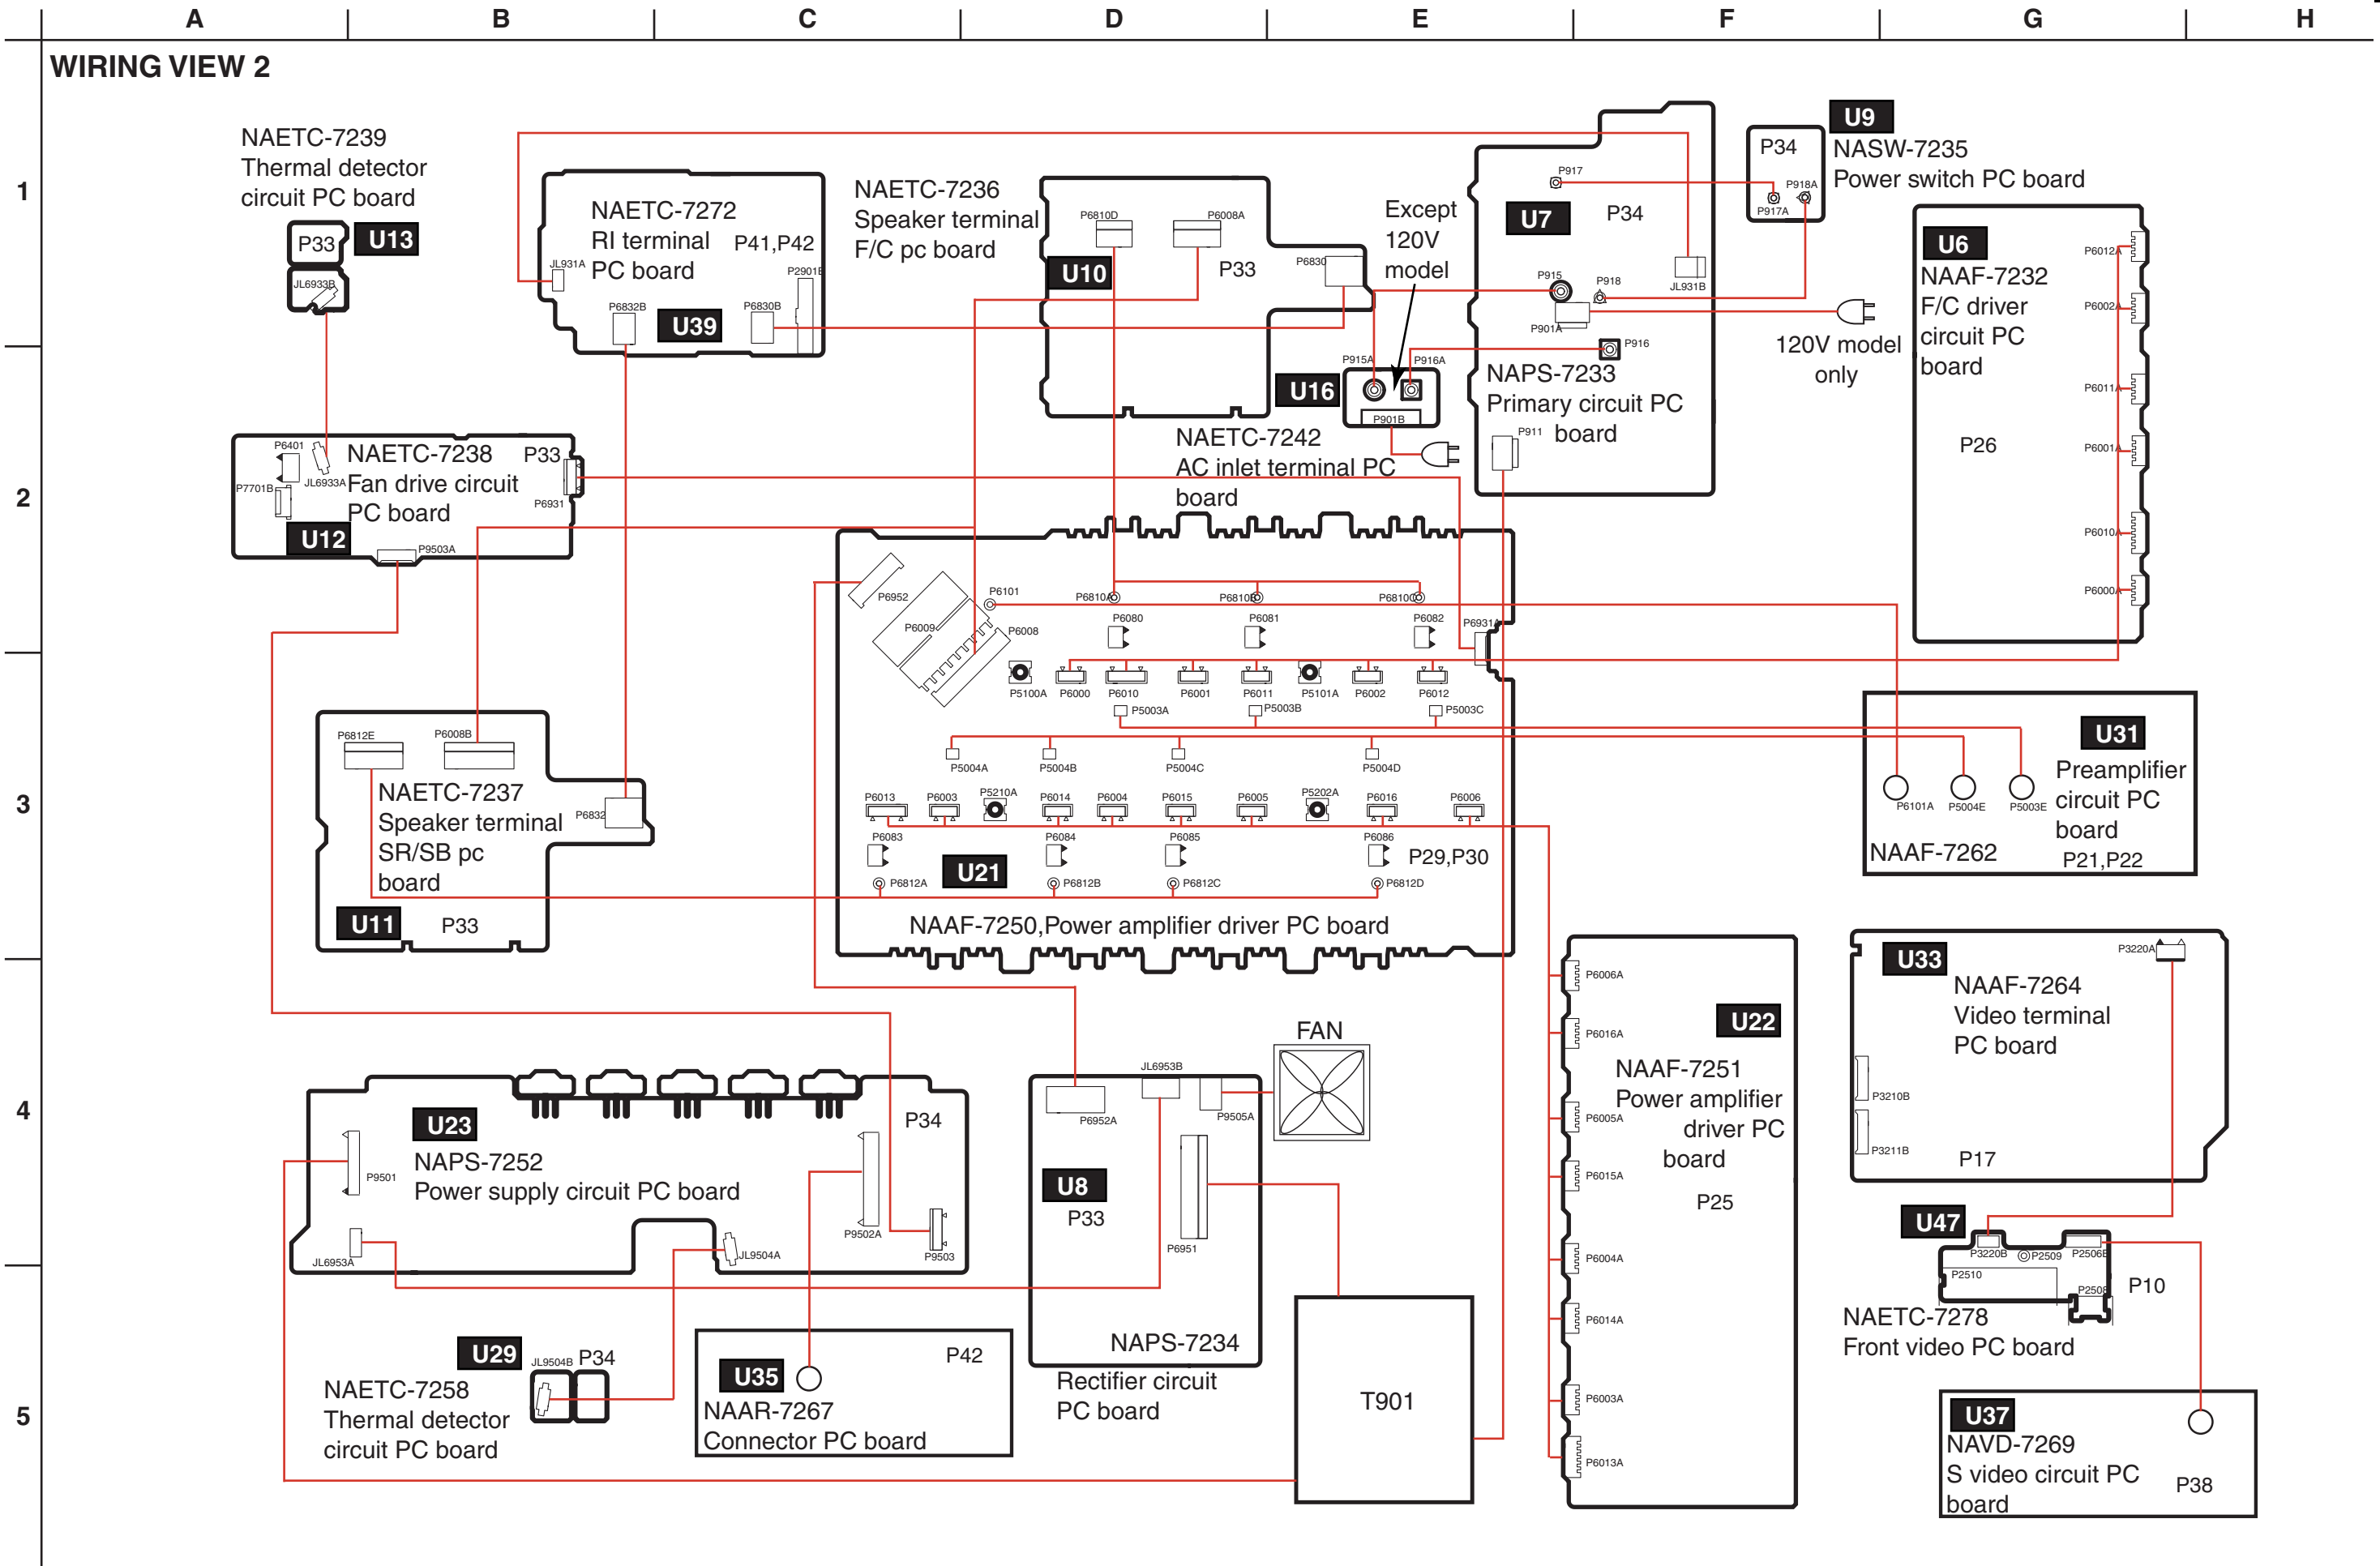 A B C D E F G H
WIRING VIEW 2
1
2
3
4
5
NAETC-7239
Thermal detector
circuit PC board
P33
U13
JL6933B
NAETC-7272
RI terminal
PC board
P41,P42
JL931A
P2901B
P6832B
U39
P6830B
NAETC-7236
Speaker terminal
F/C pc board
P6810D
P6008A
U10
P33
P6830
Except
120V
model
P915A
P916A
U16
P901B
NAETC-7242
AC inlet terminal PC
board
P917
U7
P34
P915
P918
JL931B
P901A
P916
NAPS-7233
Primary circuit PC
board
P911
P34
U9
NASW-7235
Power switch PC board
P918A
P917A
120V model
only
U6
NAAF-7232
F/C driver
circuit PC
board
P26
P6012A
P6002A
P6011A
P6001A
P6010A
P6000A
P6401
NAETC-7238
Fan drive circuit
PC board
P33
JL6933A
P7701B
P6931
U12
P9503A
P6952
P6101
P6810A
P6810B
P6810C
P6009
P6008
P6080
P6081
P6082
P6931A
P5100A
P6000
P6010
P6001
P6011
P5101A
P6002
P6012
P5003A
P5003B
P5003C
P5004A
P5004B
P5004C
P5004D
P6013
P6003
P5210A
P6014
P6004
P6015
P6005
P5202A
P6016
P6006
P6083
P6084
P6085
P6086
U21
P29,P30
P6812A
P6812B
P6812C
P6812D
NAAF-7250,Power amplifier driver PC board
P6812E
P6008B
NAETC-7237
Speaker terminal
SR/SB pc
board
P6832
U11
P33
U31
Preamplifier
circuit PC
board
P6101A
P5004E
P5003E
NAAF-7262
P21,P22
U33
P3220A
NAAF-7264
Video terminal
PC board
P3210B
P3211B
P17
U23
P34
NAPS-7252
Power supply circuit PC board
P9501
P9502A
JL6953A
JL9504A
P9503
JL6953B
P6952A
P9505A
U8
P33
P6951
NAPS-7234
Rectifier circuit
PC board
FAN
T901
P6006A
P6016A
U22
NAAF-7251
Power amplifier
driver PC
board
P25
P6005A
P6015A
P6004A
P6014A
P6003A
P6013A
U47
P3220B
P2509
P2506B
P2510
P10
NAETC-7278
Front video PC board
U29
JL9504B
P34
NAETC-7258
Thermal detector
circuit PC board
U35
P42
NAAR-7267
Connector PC board
U37
NAVD-7269
S video circuit PC
board
P38